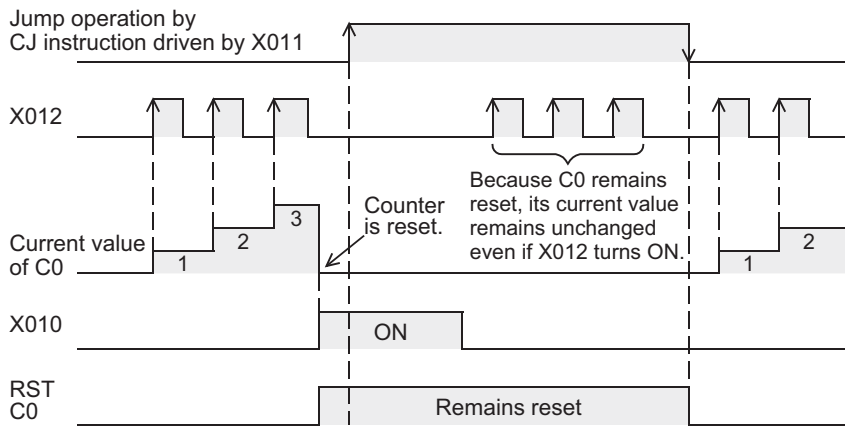 Jump operation by
CJ instruction driven by X011
X012
Because C0 remains
reset, its current value
remains unchanged
even if X012 turns ON.
Counter
is reset.
Current value
of C0
1
2
3
1
2
X010
ON
RST
C0
Remains reset